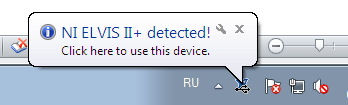 NI ELVIS II+ detected!
Click here to use this device.
RU